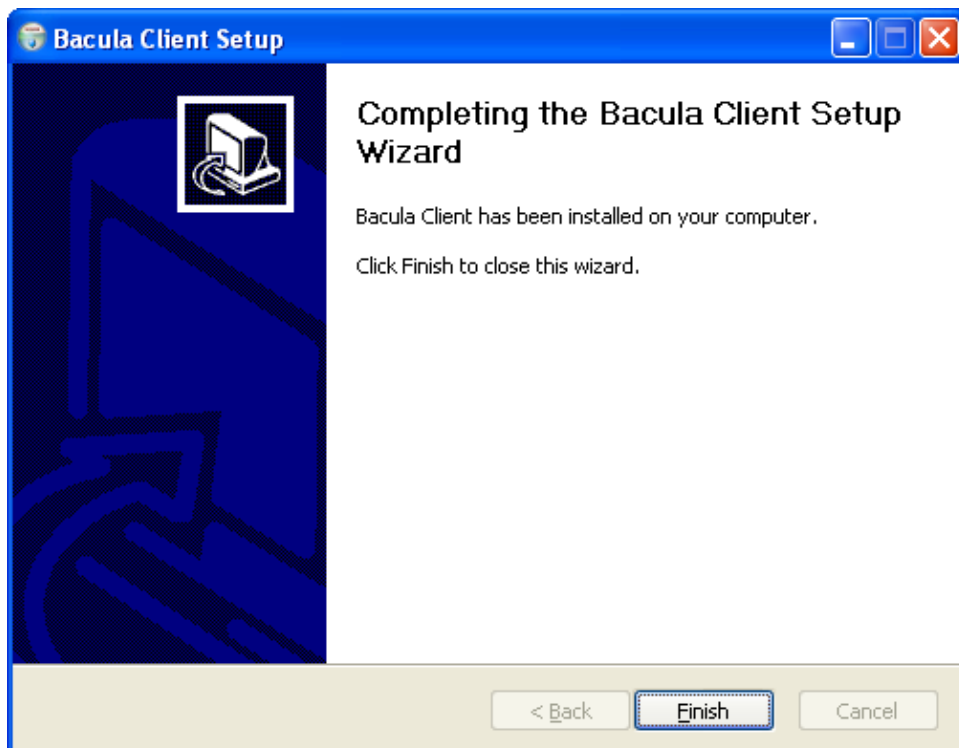 Bacula Client Setup
Completing the Bacula Client Setup
Wizard
Bacula Client has been installed on your computer.
Click Finish to close this wizard.
< Back
Finish
Cancel